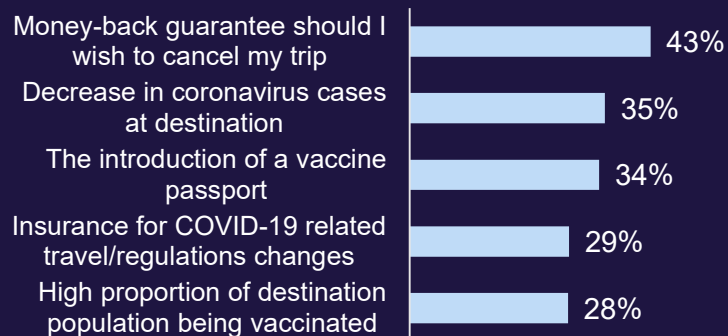 Money-back guarantee should I
wish to cancel my trip
43%
Decrease in coronavirus cases
at destination
35%
The introduction of a vaccine
passport
34%
Insurance for COVID-19 related
travel/regulations changes
29%
High proportion of destination
population being vaccinated
28%